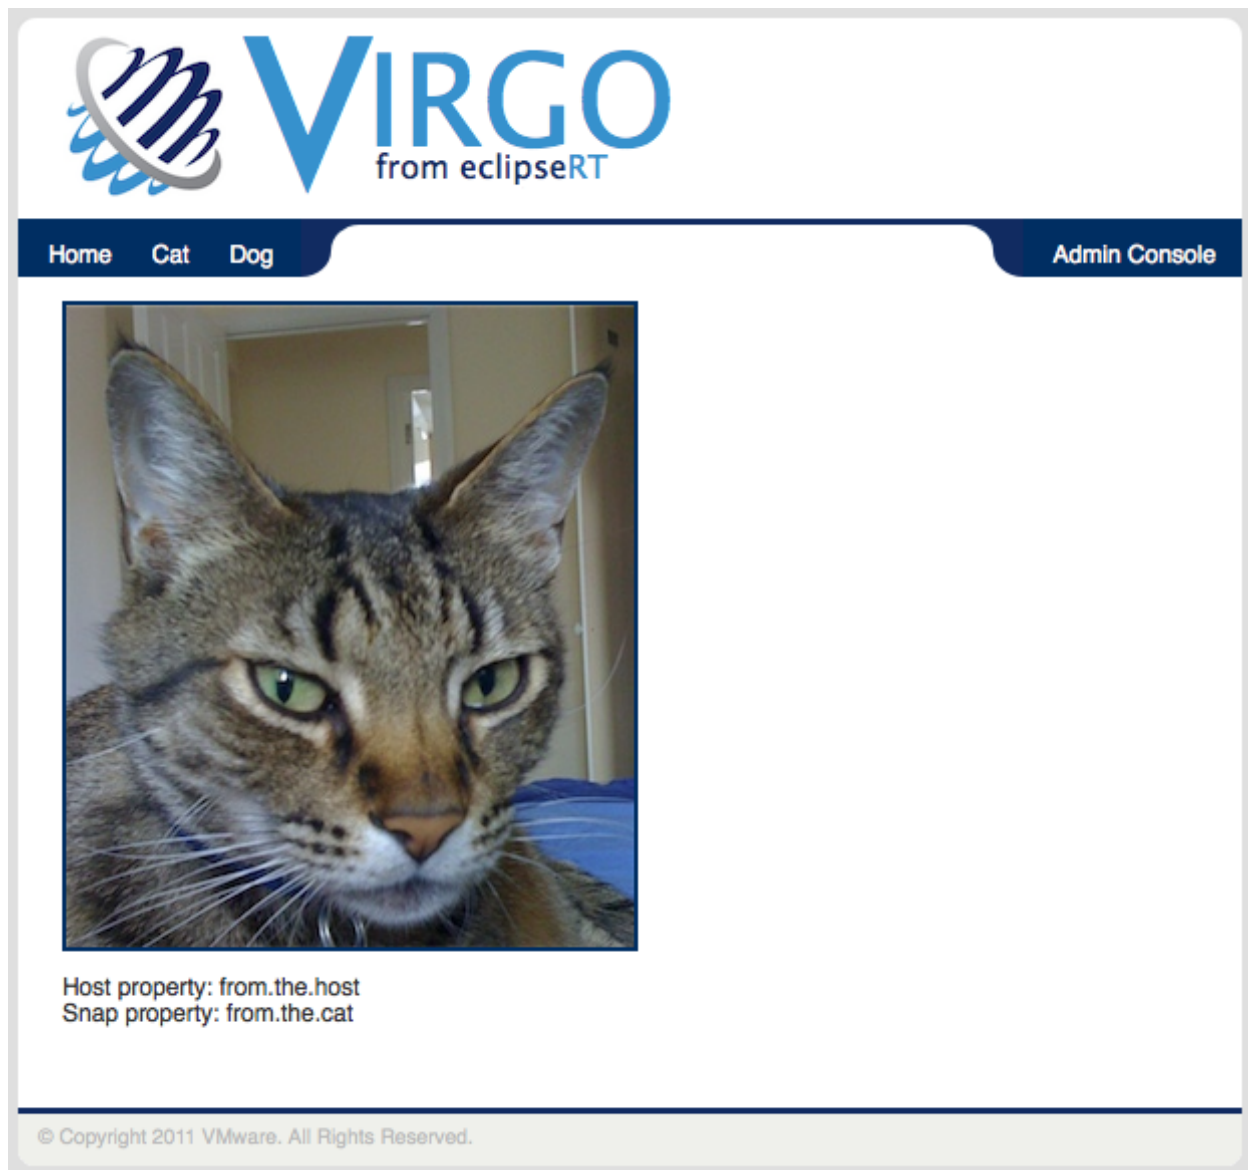 VIRGO
from eclipseRT
Home Cat Dog Admin Console
Host property: from.the.host
Snap property: from.the.cat
© Copyright 2011 VMware. All Rights Reserved.